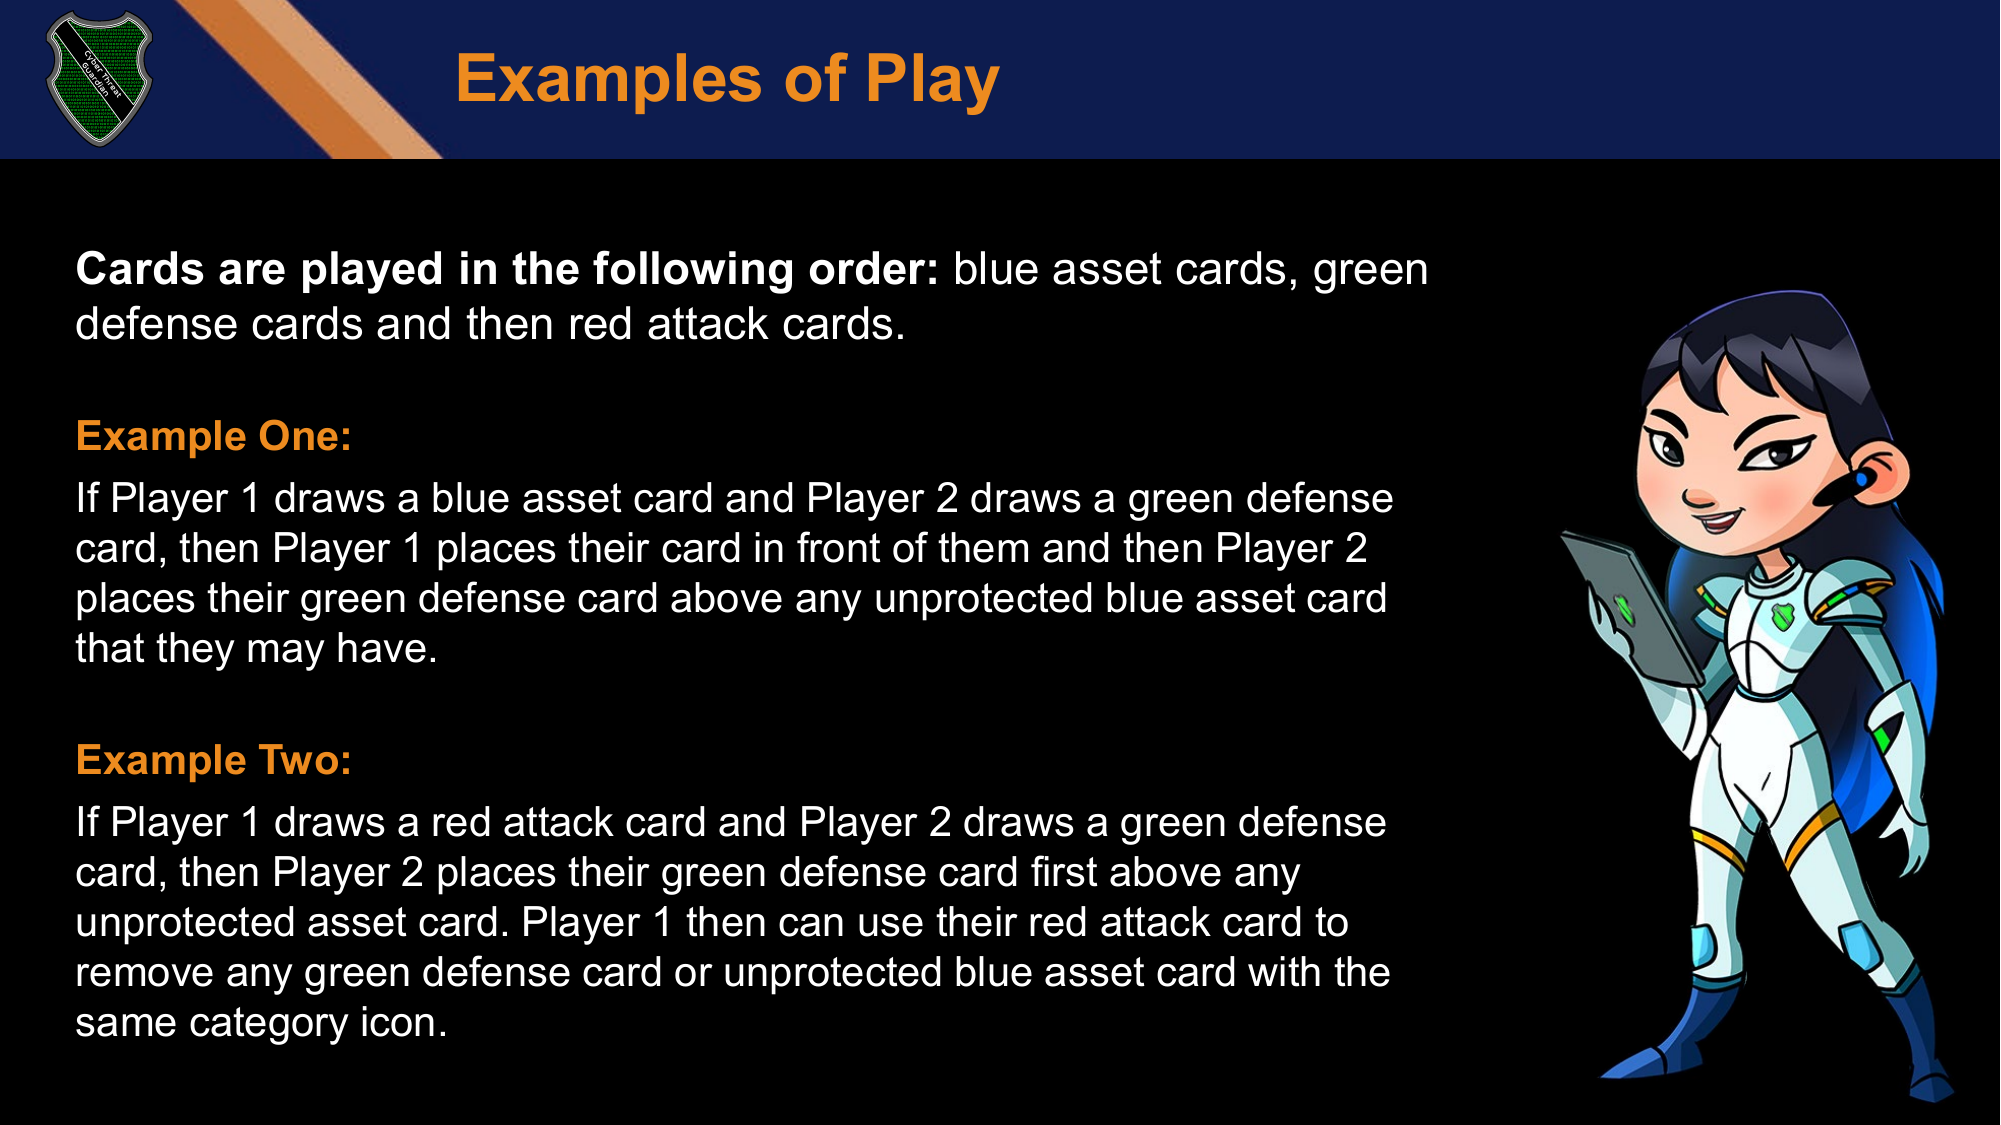 Cyber Threat
Guardian
Examples of Play
Cards are played in the following order: blue asset cards, green
defense cards and then red attack cards.
Example One:
If Player 1 draws a blue asset card and Player 2 draws a green defense
card, then Player 1 places their card in front of them and then Player 2
places their green defense card above any unprotected blue asset card
that they may have.
Example Two:
If Player 1 draws a red attack card and Player 2 draws a green defense
card, then Player 2 places their green defense card first above any
unprotected asset card. Player 1 then can use their red attack card to
remove any green defense card or unprotected blue asset card with the
same category icon.